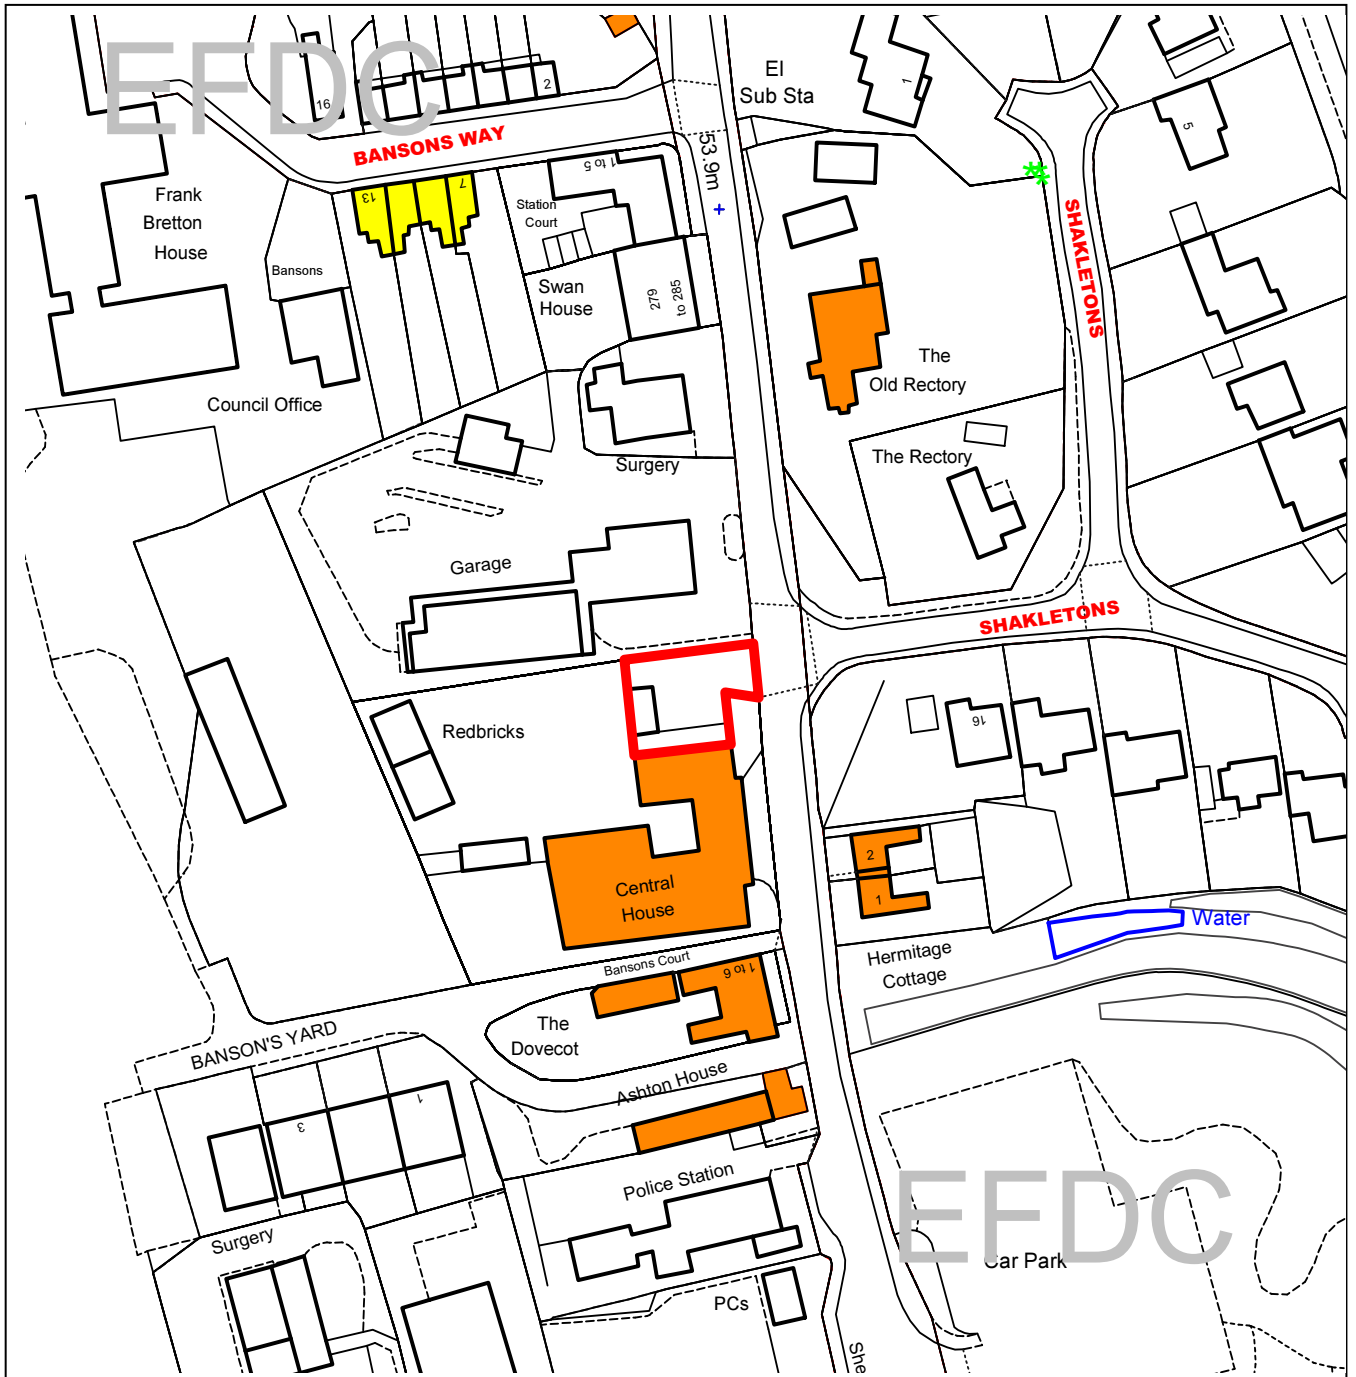 EFDC
El
Sub Sta
1
5
16
2
BANSONS WAY
53.9m
13
7
1 to 5
Frank
Bretton
House
Station
Court
Bansons
Swan
House
279
to 285
SHAKLETONS
The
Old Rectory
Council Office
The Rectory
Surgery
Garage
SHAKLETONS
Redbricks
16
2
1
Central
House
Water
Hermitage
Cottage
Bansons Court
1 to 6
The
Dovecot
BANSON'S YARD
Ashton House
1
3
Police Station
Surgery
EFDC
Car Park
PCs
She